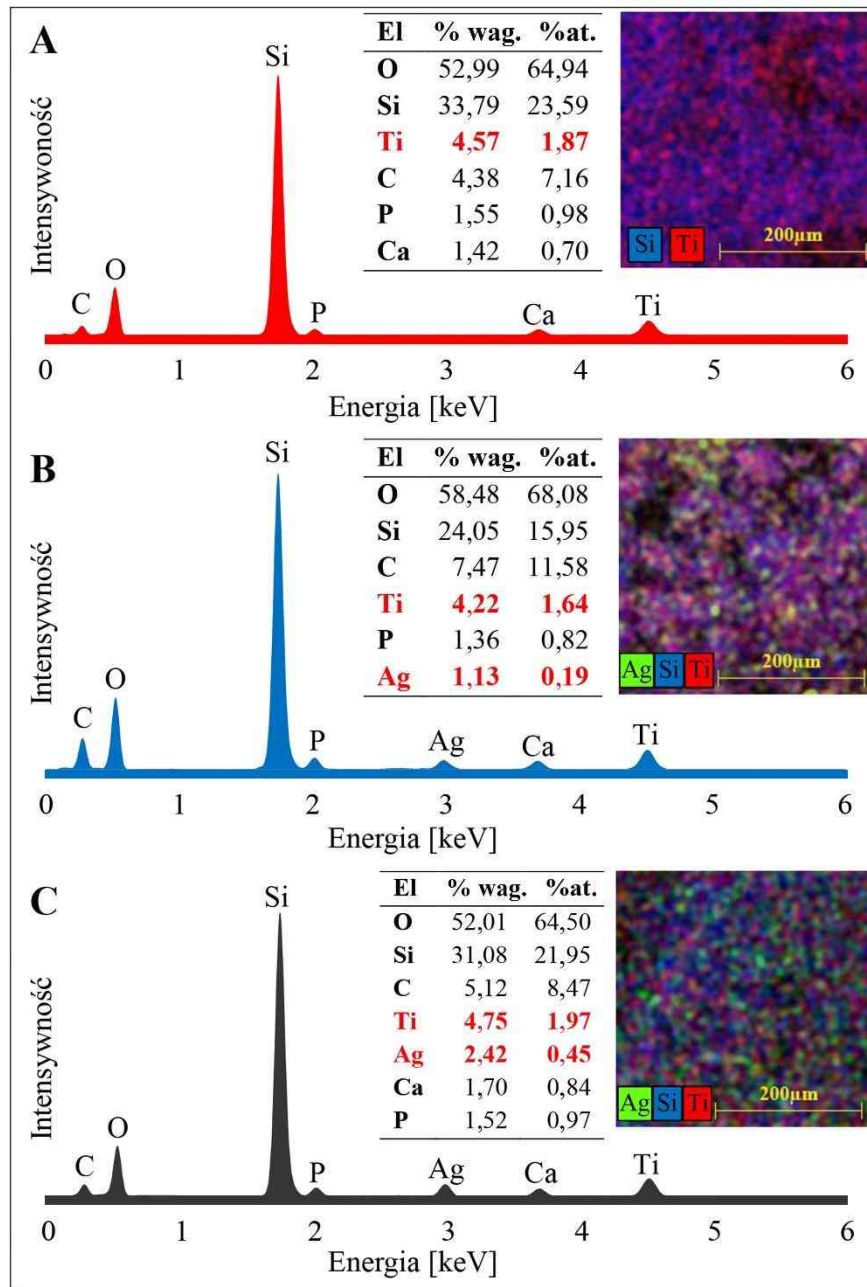 A
Intensywoność
Si
O
C
P
Ca
Ti
El % wag. %at.
O 52,99 64,94
Si 33,79 23,59
Ti 4,57 1,87
C 4,38 7,16
P 1,55 0,98
Ca 1,42 0,70
Si Ti 200µm
0 1 2 3 4 5 6
Energia [keV]
B
Intensywność
Si
O
C
P
Ag
Ca
Ti
El % wag. %at.
O 58,48 68,08
Si 24,05 15,95
C 7,47 11,58
Ti 4,22 1,64
P 1,36 0,82
Ag 1,13 0,19
Ag Si Ti 200µm
0 1 2 3 4 5 6
Energia [keV]
C
Intensywność
Si
O
C
P
Ag
Ca
Ti
El % wag. %at.
O 52,01 64,50
Si 31,08 21,95
C 5,12 8,47
Ti 4,75 1,97
Ag 2,42 0,45
Ca 1,70 0,84
P 1,52 0,97
Ag Si Ti 200µm
0 1 2 3 4 5 6
Energia [keV]